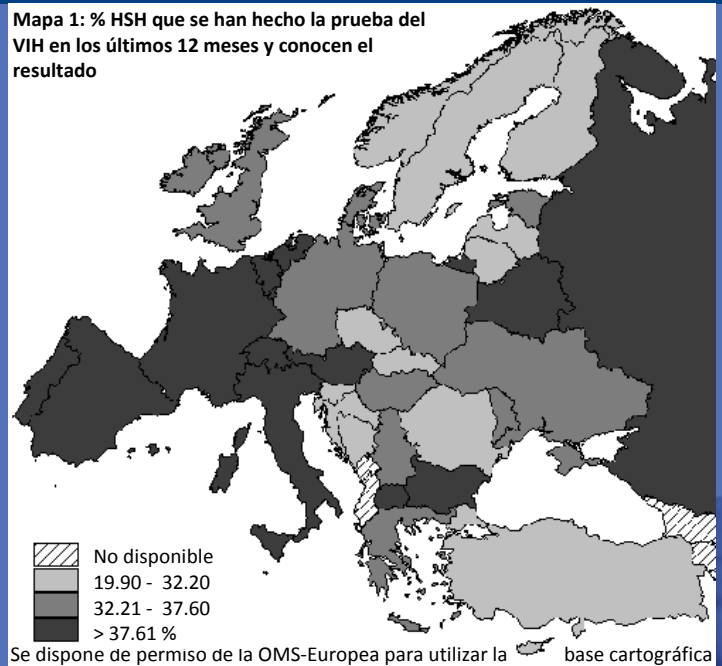 Mapa 1: % HSH que se han hecho la prueba del
VIH en los últimos 12 meses y conocen el
resultado
No disponible
19.90 - 32.20
32.21 - 37.60
> 37.61 %
Se dispone de permiso de la OMS-Europea para utilizar la base cartográfica